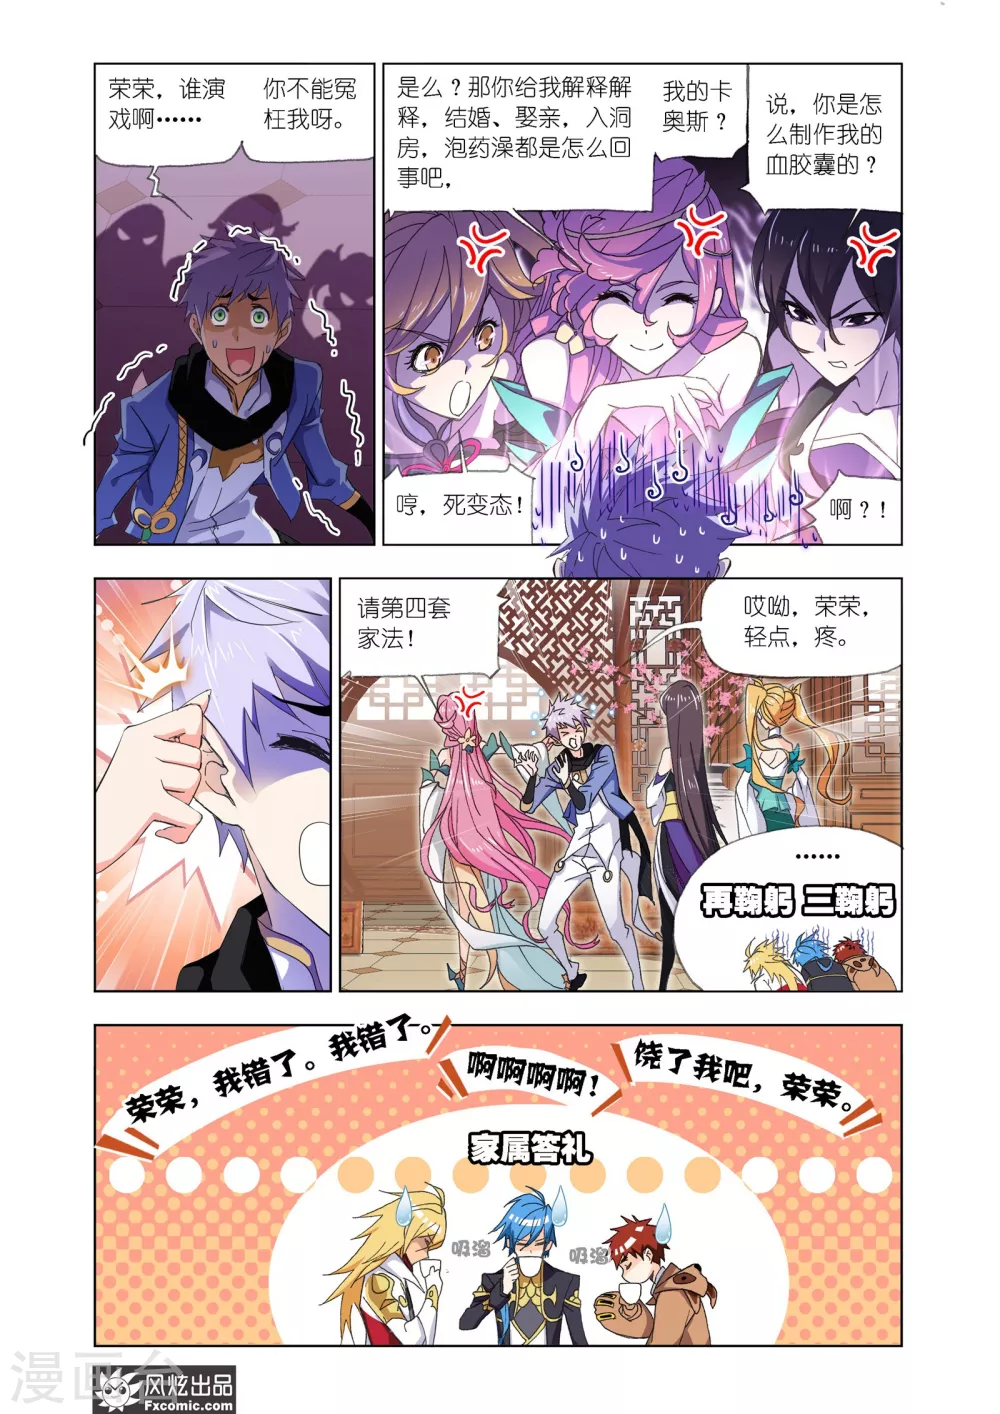 荣荣，谁演
戏啊……
你不能冤
枉我呀。
是么？那你给我解释解
释，结婚、娶亲，入洞
房，泡药澡都是怎么回
事吧，
我的卡
奥斯？
说，你是怎
么制作我的
血胶囊的？
哼，死变态！
啊？！
请第四套
家法！
哎呦，荣荣，
轻点，疼。
……
再鞠躬 三鞠躬
荣荣，我错了。我错了。
啊啊啊啊！
饶了我吧，荣荣。
家属答礼
吸溜
吸溜
漫画台
风炫出品
Fxcomic.com